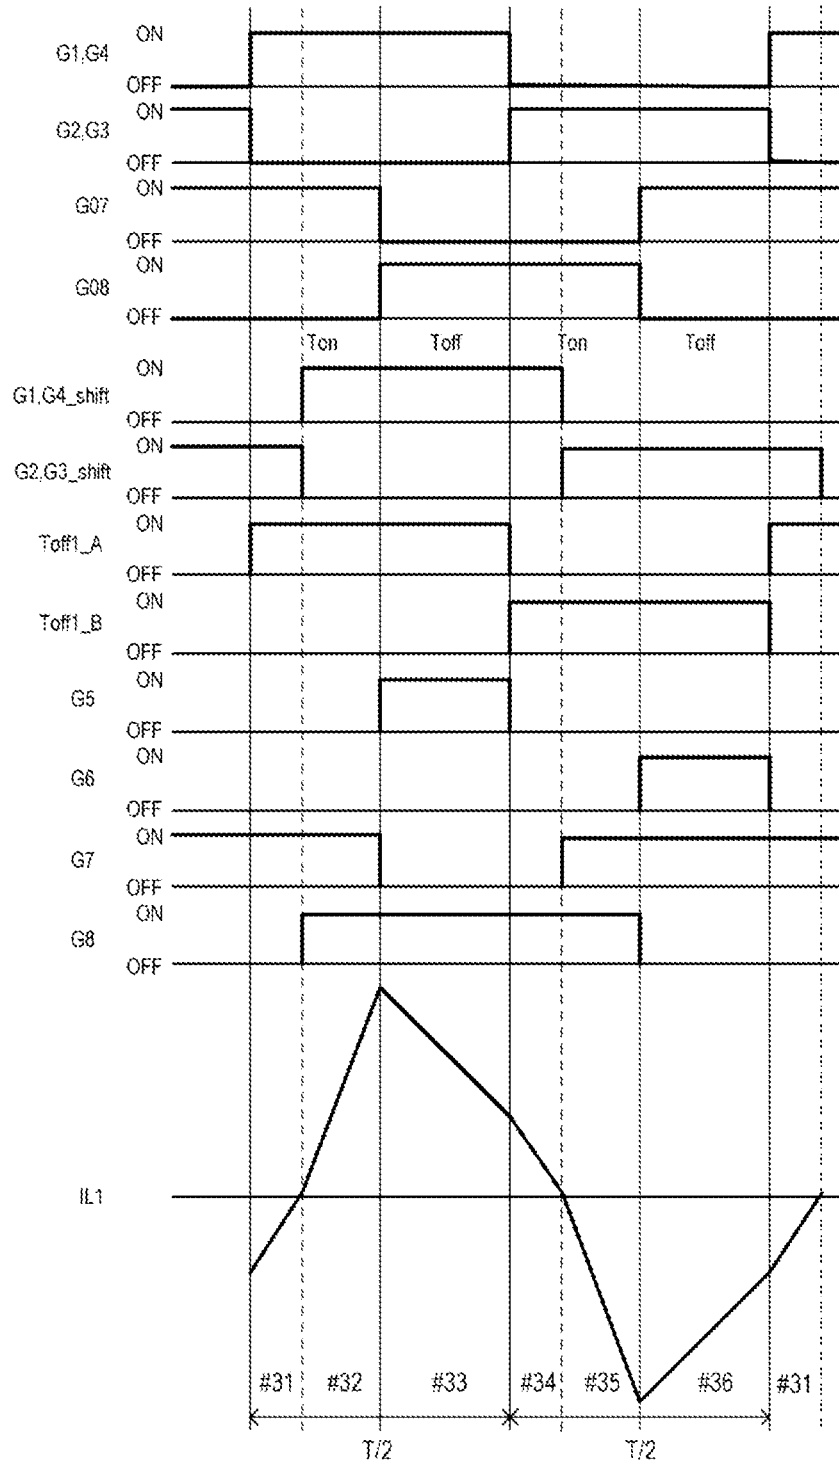 ON
G1,G4
OFF
ON
G2,G3
OFF
ON
G07
OFF
ON
G08
OFF
Ton Toff Ton Toff
ON
G1,G4_shift
OFF
ON
G2,G3_shift
OFF
ON
Toff1_A
OFF
ON
Toff1_B
OFF
ON
G5
OFF
ON
G6
OFF
ON
G7
OFF
ON
G8
OFF
IL1
#31 #32 #33 #34 #35 #36 #31
T/2 T/2